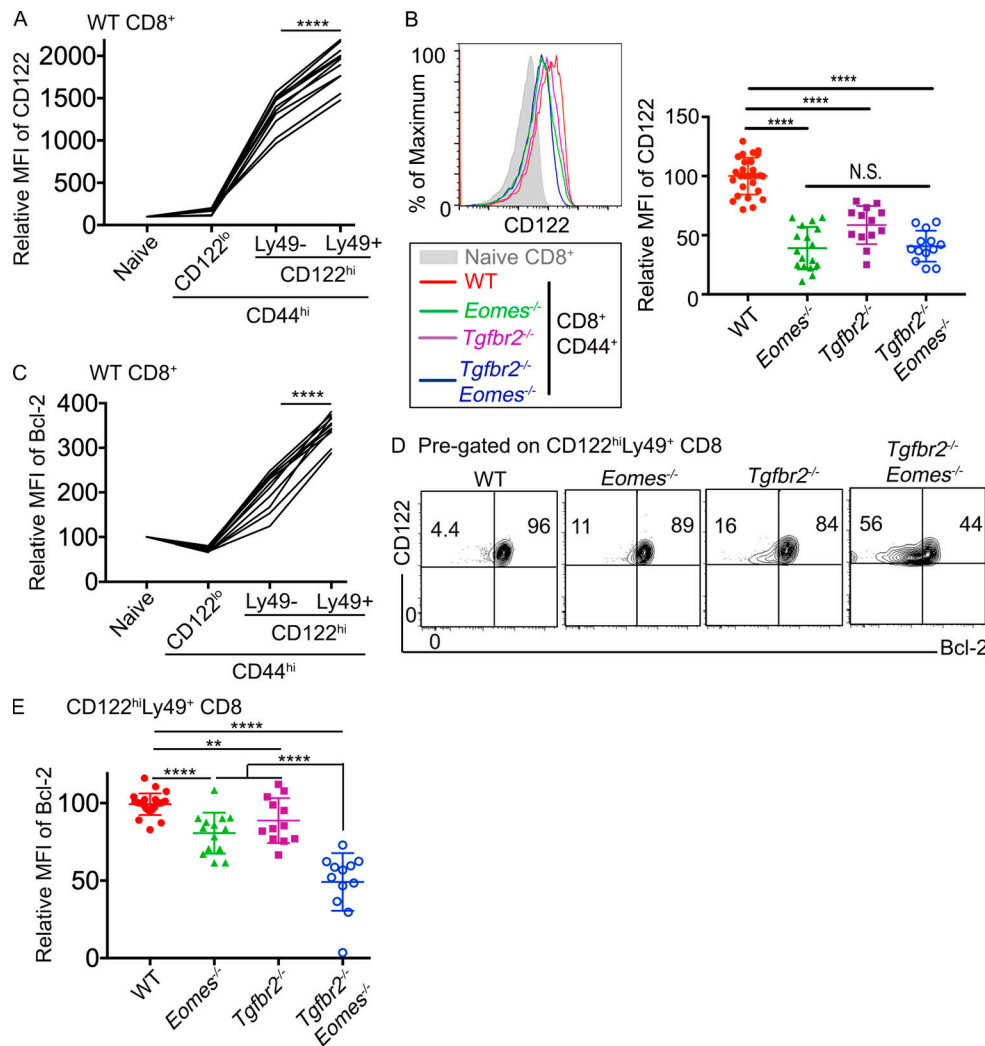 A
WT CD8+
****
Relative MFI of CD122
2000
1500
1000
500
0
Naive
CD122lo
Ly49-
Ly49+
CD122hi
CD44hi
B
100
0
% of Maximum
CD122
Naive CD8+
WT
Eomes-/-
Tgfbr2-/-
Tgfbr2-/-
Eomes-/-
CD8+
CD44+
****
****
****
N.S.
Relative MFI of CD122
150
100
50
0
WT
Eomes-/-
Tgfbr2-/-
Tgfbr2-/-
Eomes-/-
C
WT CD8+
****
Relative MFI of Bcl-2
400
300
200
100
0
Naive
CD122lo
Ly49-
Ly49+
CD122hi
CD44hi
D Pre-gated on CD122hiLy49+ CD8
WT
Eomes-/-
Tgfbr2-/-
Tgfbr2-/-
Eomes-/-
4.4 96
11 89
16 84
56 44
CD122
0
0
Bcl-2
E
CD122hiLy49+ CD8
****
**
**** ****
Relative MFI of Bcl-2
100
50
0
WT
Eomes-/-
Tgfbr2-/-
Tgfbr2-/-
Eomes-/-